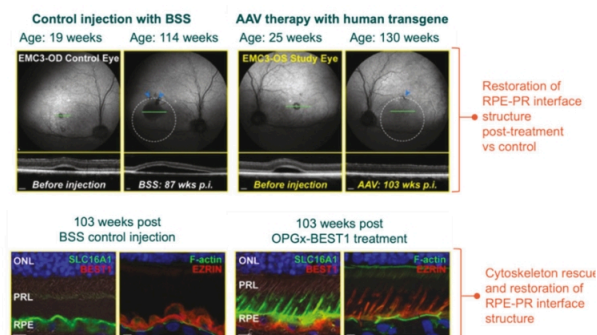 Control injection with BSS
AAV therapy with human transgene
Age: 19 weeks
Age: 114 weeks
Age: 25 weeks
Age: 130 weeks
EMC3-OD Control Eye
EMC3-OS Study Eye
Before injection
BSS: 87 wks p.i.
Before injection
AAV: 103 wks p.i.
Restoration of
RPE-PR interface
structure
post-treatment
vs control
103 weeks post
BSS control injection
103 weeks post
OPGx-BEST1 treatment
ONL
SLC16A1
BEST1
F-actin
EZRIN
PRL
RPE
ONL
SLC16A1
BEST1
F-actin
EZRIN
PRL
RPE
Cytoskeleton rescue
and restoration of
RPE-PR interface
structure